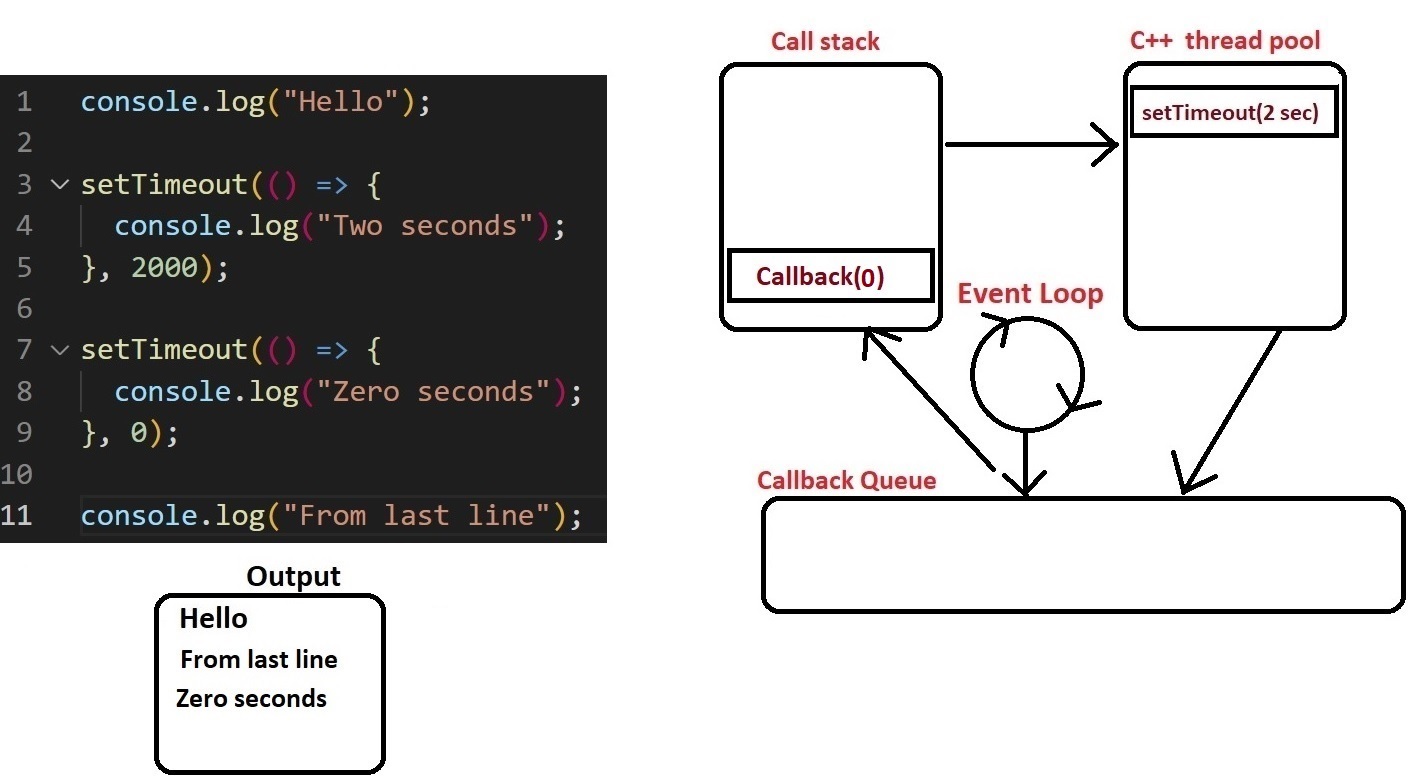 1 console.log("Hello");
2
3 setTimeout(() => {
4 console.log("Two seconds");
5 }, 2000);
6
7 setTimeout(() => {
8 console.log("Zero seconds");
9 }, 0);
10
11 console.log("From last line");
Output
Hello
From last line
Zero seconds
Call stack
Callback(0)
C++ thread pool
setTimeout(2 sec)
Event Loop
Callback Queue